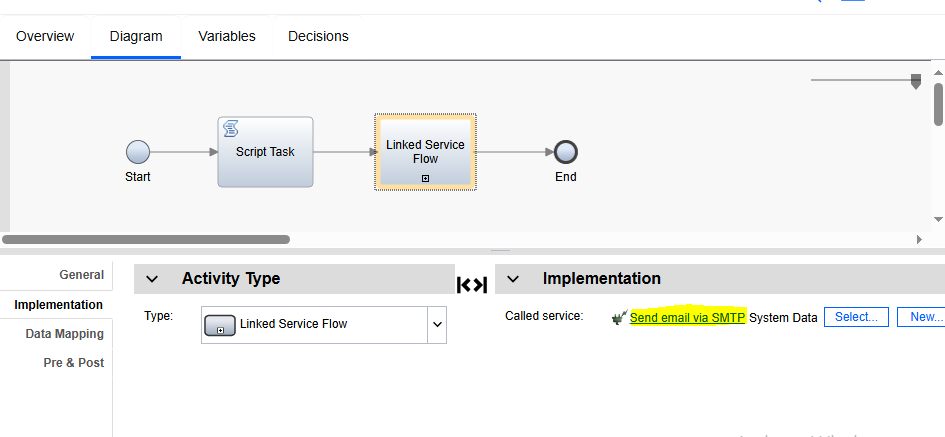 Overview Diagram Variables Decisions
Script Task
Linked Service
Flow
Start
End
General
Implementation
Data Mapping
Pre & Post
Activity Type
Type: Linked Service Flow
Implementation
Called service: Send email via SMTP System Data Select... New...